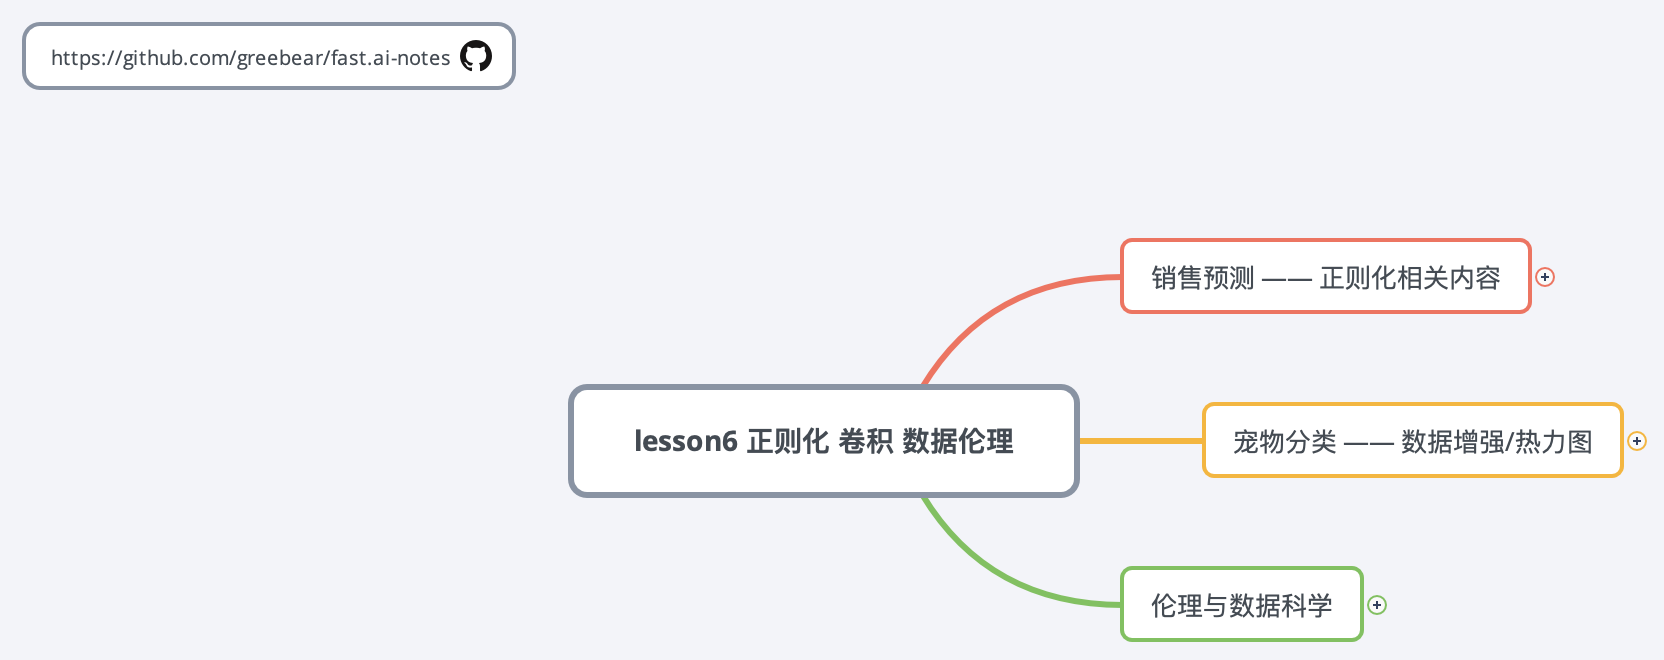 https://github.com/greebear/fast.ai-notes
销售预测 —— 正则化相关内容
lesson6 正则化 卷积 数据伦理
宠物分类 —— 数据增强/热力图
伦理与数据科学